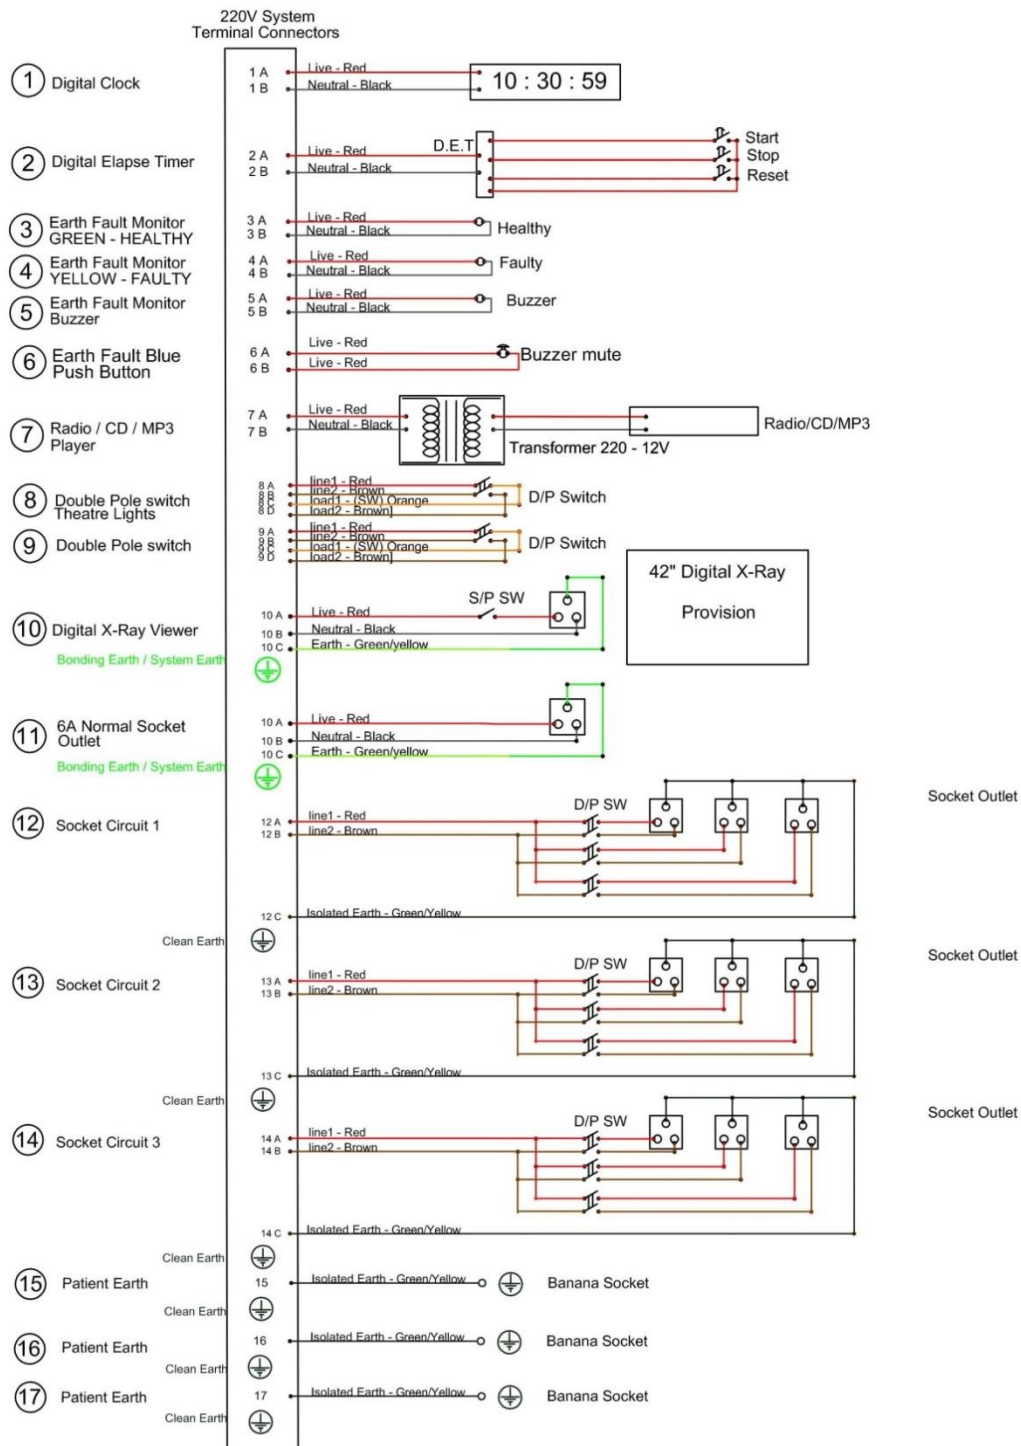 220V System
Terminal Connectors
1 Digital Clock
1 A Live - Red
1 B Neutral - Black
10 : 30 : 59
2 Digital Elapse Timer
2 A Live - Red
2 B Neutral - Black
D.E.T
Start
Stop
Reset
3 Earth Fault Monitor
GREEN - HEALTHY
3 A Live - Red
3 B Neutral - Black
Healthy
4 Earth Fault Monitor
YELLOW - FAULTY
4 A Live - Red
4 B Neutral - Black
Faulty
5 Earth Fault Monitor
Buzzer
5 A Live - Red
5 B Neutral - Black
Buzzer
6 Earth Fault Blue
Push Button
6 A Live - Red
6 B Live - Red
Buzzer mute
7 Radio / CD / MP3
Player
7 A Live - Red
7 B Neutral - Black
Transformer 220 - 12V
Radio/CD/MP3
8 Double Pole switch
Theatre Lights
8 A line1 - Red
8 B line2 - Brown
8 C load1 - (SW) Orange
8 D load2 - Brown]
D/P Switch
9 Double Pole switch
9 A line1 - Red
9 B line2 - Brown
9 C load1 - (SW) Orange
9 D load2 - Brown]
D/P Switch
42" Digital X-Ray
Provision
10 Digital X-Ray Viewer
Bonding Earth / System Earth
10 A Live - Red
10 B Neutral - Black
10 C Earth - Green/yellow
S/P SW
11 6A Normal Socket
Outlet
Bonding Earth / System Earth
10 A Live - Red
10 B Neutral - Black
10 C Earth - Green/yellow
12 Socket Circuit 1
12 A line1 - Red
12 B line2 - Brown
D/P SW
Socket Outlet
12 C Isolated Earth - Green/Yellow
Clean Earth
13 Socket Circuit 2
13 A line1 - Red
13 B line2 - Brown
D/P SW
Socket Outlet
13 C Isolated Earth - Green/Yellow
Clean Earth
14 Socket Circuit 3
14 A line1 - Red
14 B line2 - Brown
D/P SW
Socket Outlet
14 C Isolated Earth - Green/Yellow
Clean Earth
15 Patient Earth
15 Isolated Earth - Green/Yellow
Banana Socket
Clean Earth
16 Patient Earth
16 Isolated Earth - Green/Yellow
Banana Socket
Clean Earth
17 Patient Earth
17 Isolated Earth - Green/Yellow
Banana Socket
Clean Earth